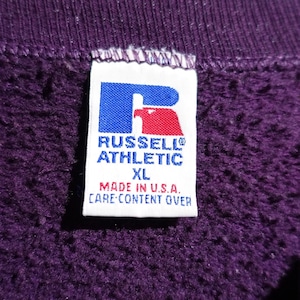 R
RUSSELL®
ATHLETIC
XL
MADE IN U.S.A.
CARE-CONTENT OVER